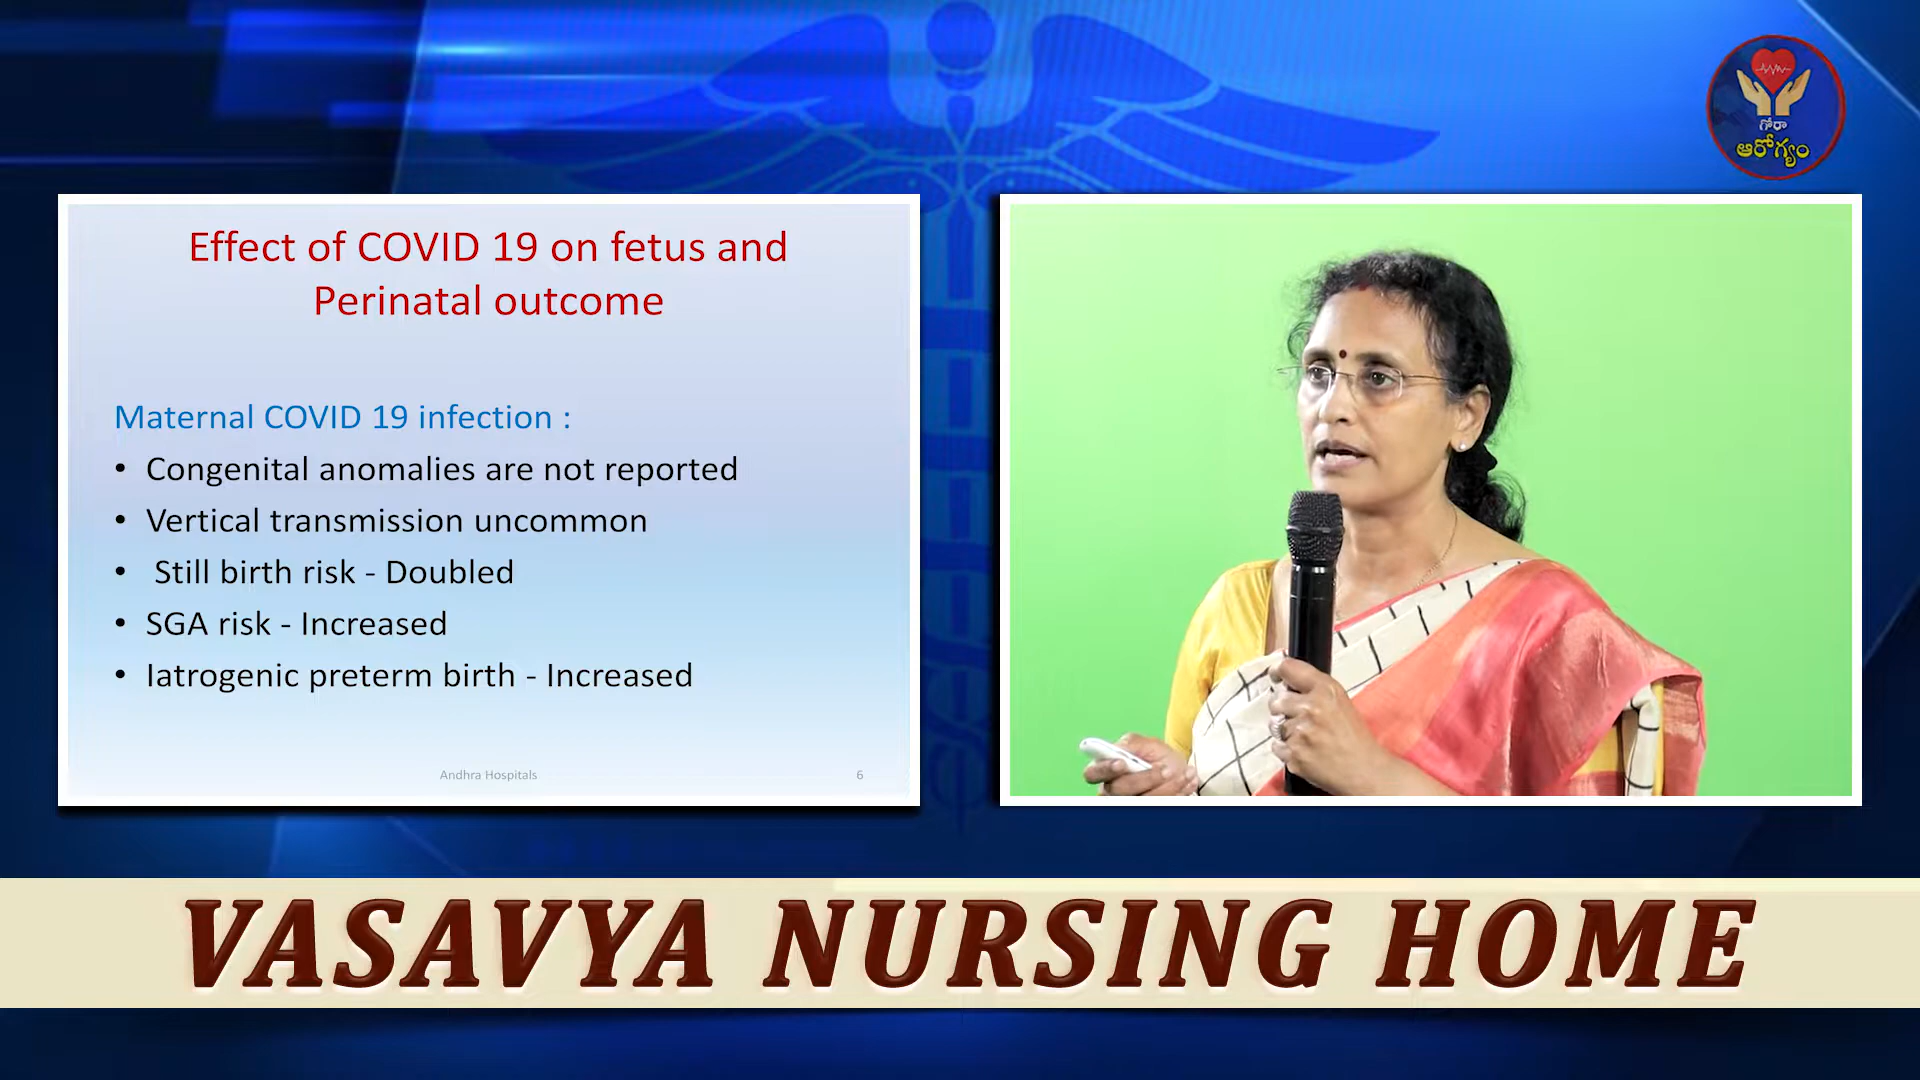 గోరా
ఆరోగ్యం
Effect of COVID 19 on fetus and
Perinatal outcome
Maternal COVID 19 infection :
• Congenital anomalies are not reported
• Vertical transmission uncommon
• Still birth risk - Doubled
• SGA risk - Increased
• Iatrogenic preterm birth - Increased
Andhra Hospitals
6
VASAVYA NURSING HOME